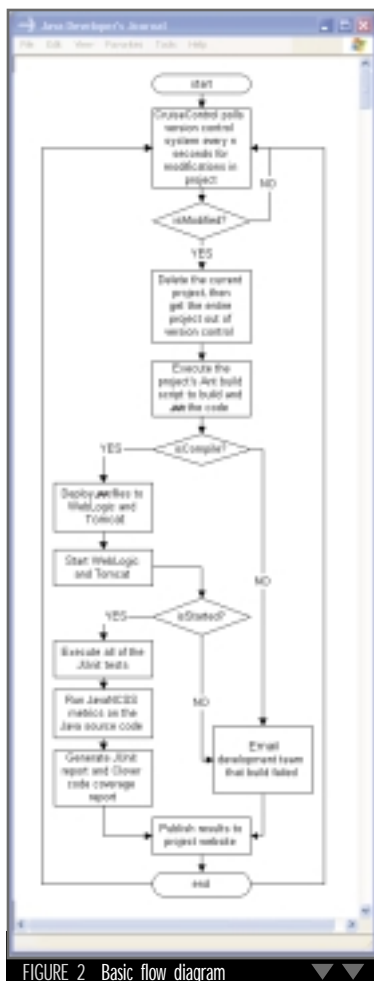 Java Developer's Journal
File Edit View Favorites Tools Help
start
CruiseControl polls
version control
system every n
seconds for
modifications in
project
NO
isModified?
YES
Delete the current
project, then
get the entire
project out of
version control
Execute the
project's Ant build
script to build and
the code
YES
isCompile?
Deploy files to
WebLogic and
Tomcat
Start WebLogic
and Tomcat
NO
YES
isStarted?
Execute all of the
JUnit tests
Run JavaNCSS
metrics on the
Java source code
NO
Generate JUnit
report and Clover
code coverage
report
Email
development team
that build failed
Publish results to
project website
end
FIGURE 2 Basic flow diagram